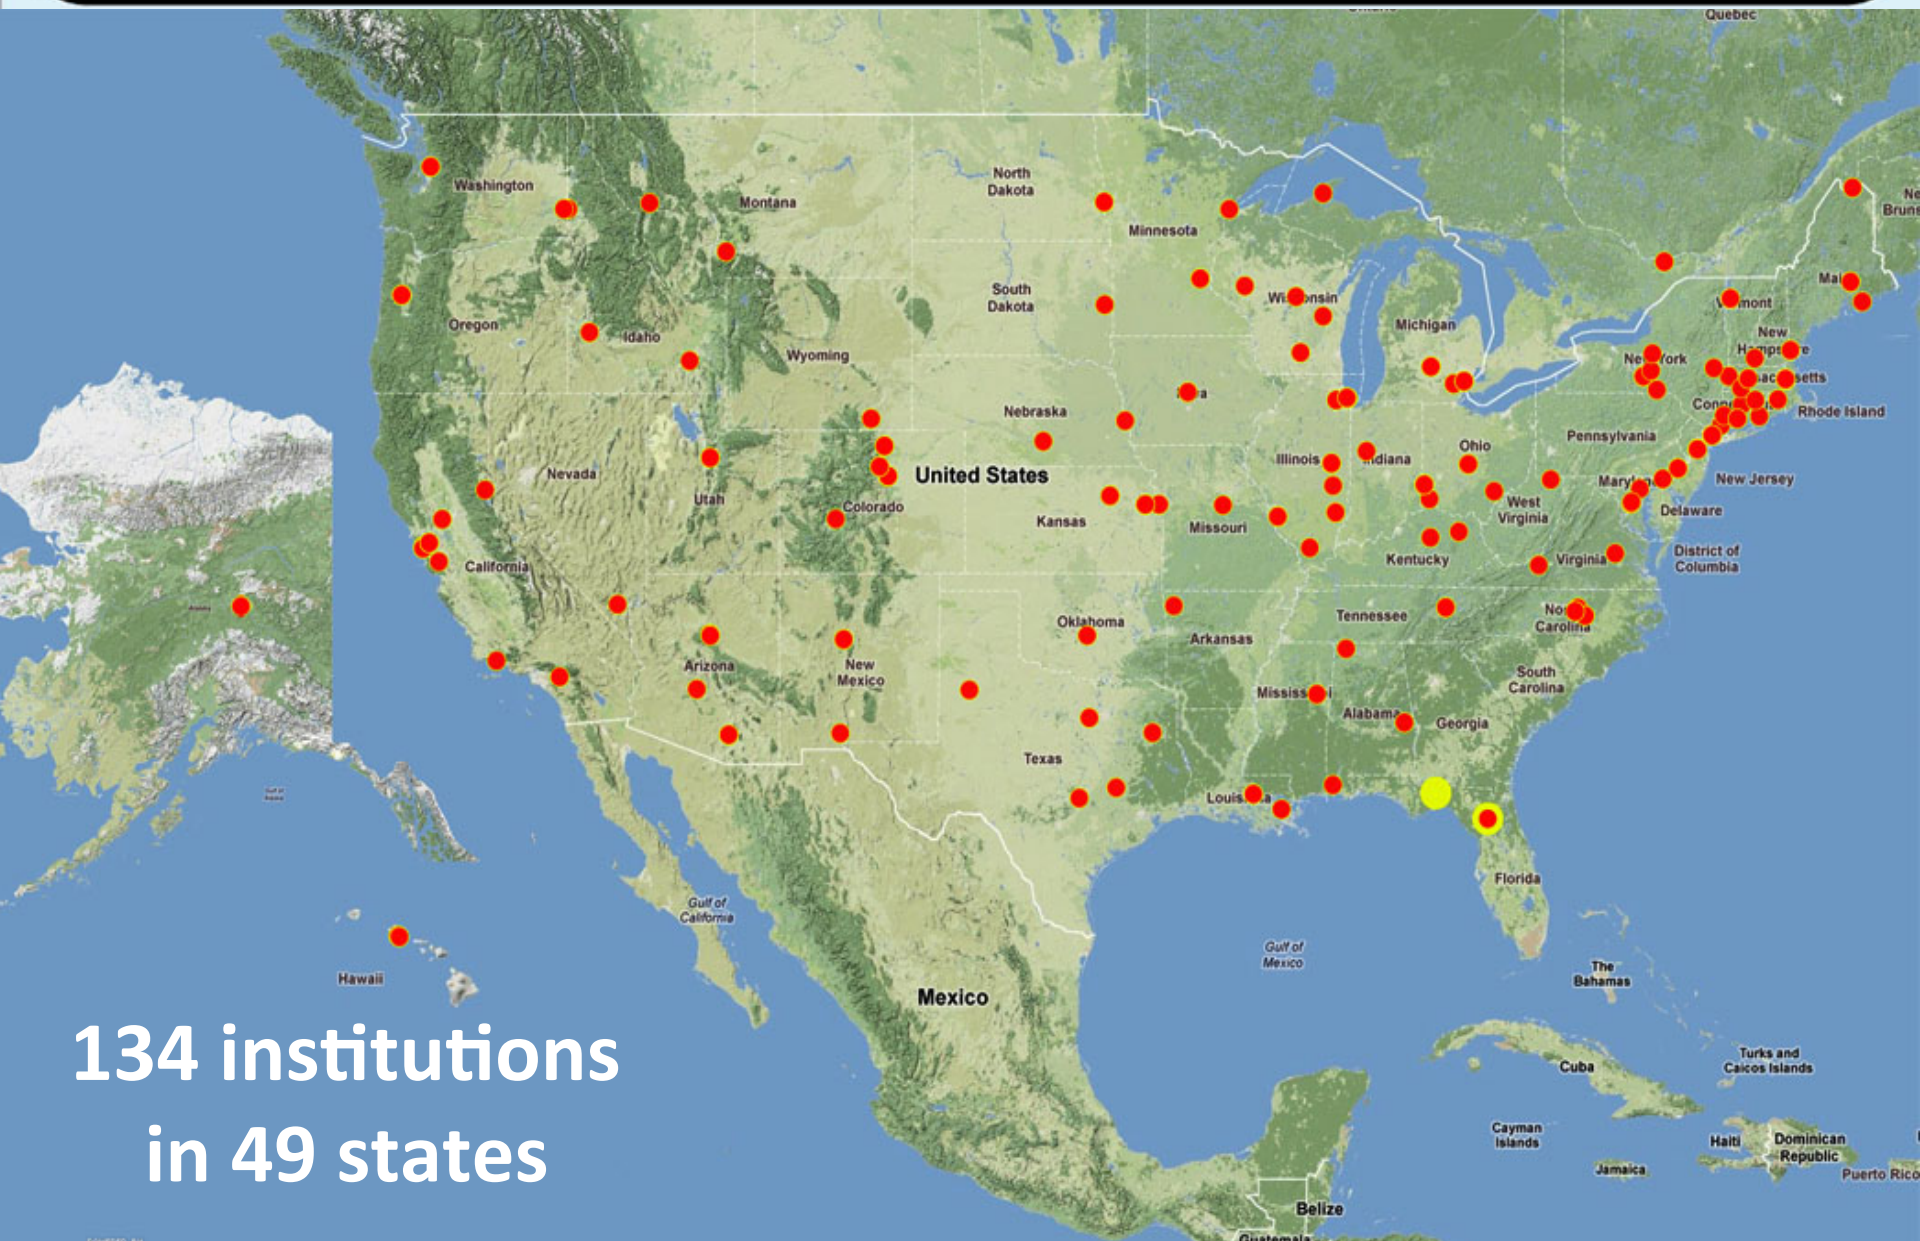 Quebec
Washington
Montana
North
Dakota
Minnesota
Ne
Bruns
Oregon
Idaho
Wyoming
South
Dakota
Michigan
New
Nebraska
Rhode Island
Pennsylvania
Nevada
Utah
United States
Colorado
Kansas
Illinois
Ohio
Missouri
West
Virginia
New Jersey
Delaware
California
Kentucky
Virginia
District of
Columbia
Oklahoma
Arkansas
Tennessee
Carolina
Arizona
New
Mexico
South
Carolina
Alabama
Georgia
Texas
Florida
Gulf of
California
Gulf of
Mexico
Hawaii
Mexico
The
Bahamas
134 institutions
in 49 states
Cuba
Turks and
Caicos Islands
Cayman
Islands
Haiti
Dominican
Republic
Jamaica
Puerto Rico
Belize